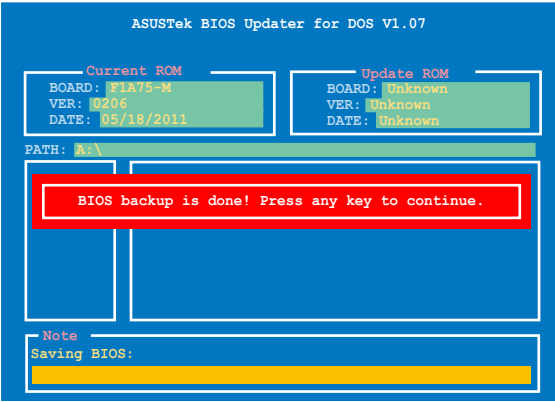 ASUSTek BIOS Updater for DOS V1.07
Current ROM
BOARD: F1A75-M
VER: 0206
DATE: 05/18/2011
Update ROM
BOARD: Unknown
VER: Unknown
DATE: Unknown
PATH: A:\
BIOS backup is done! Press any key to continue.
Note
Saving BIOS: